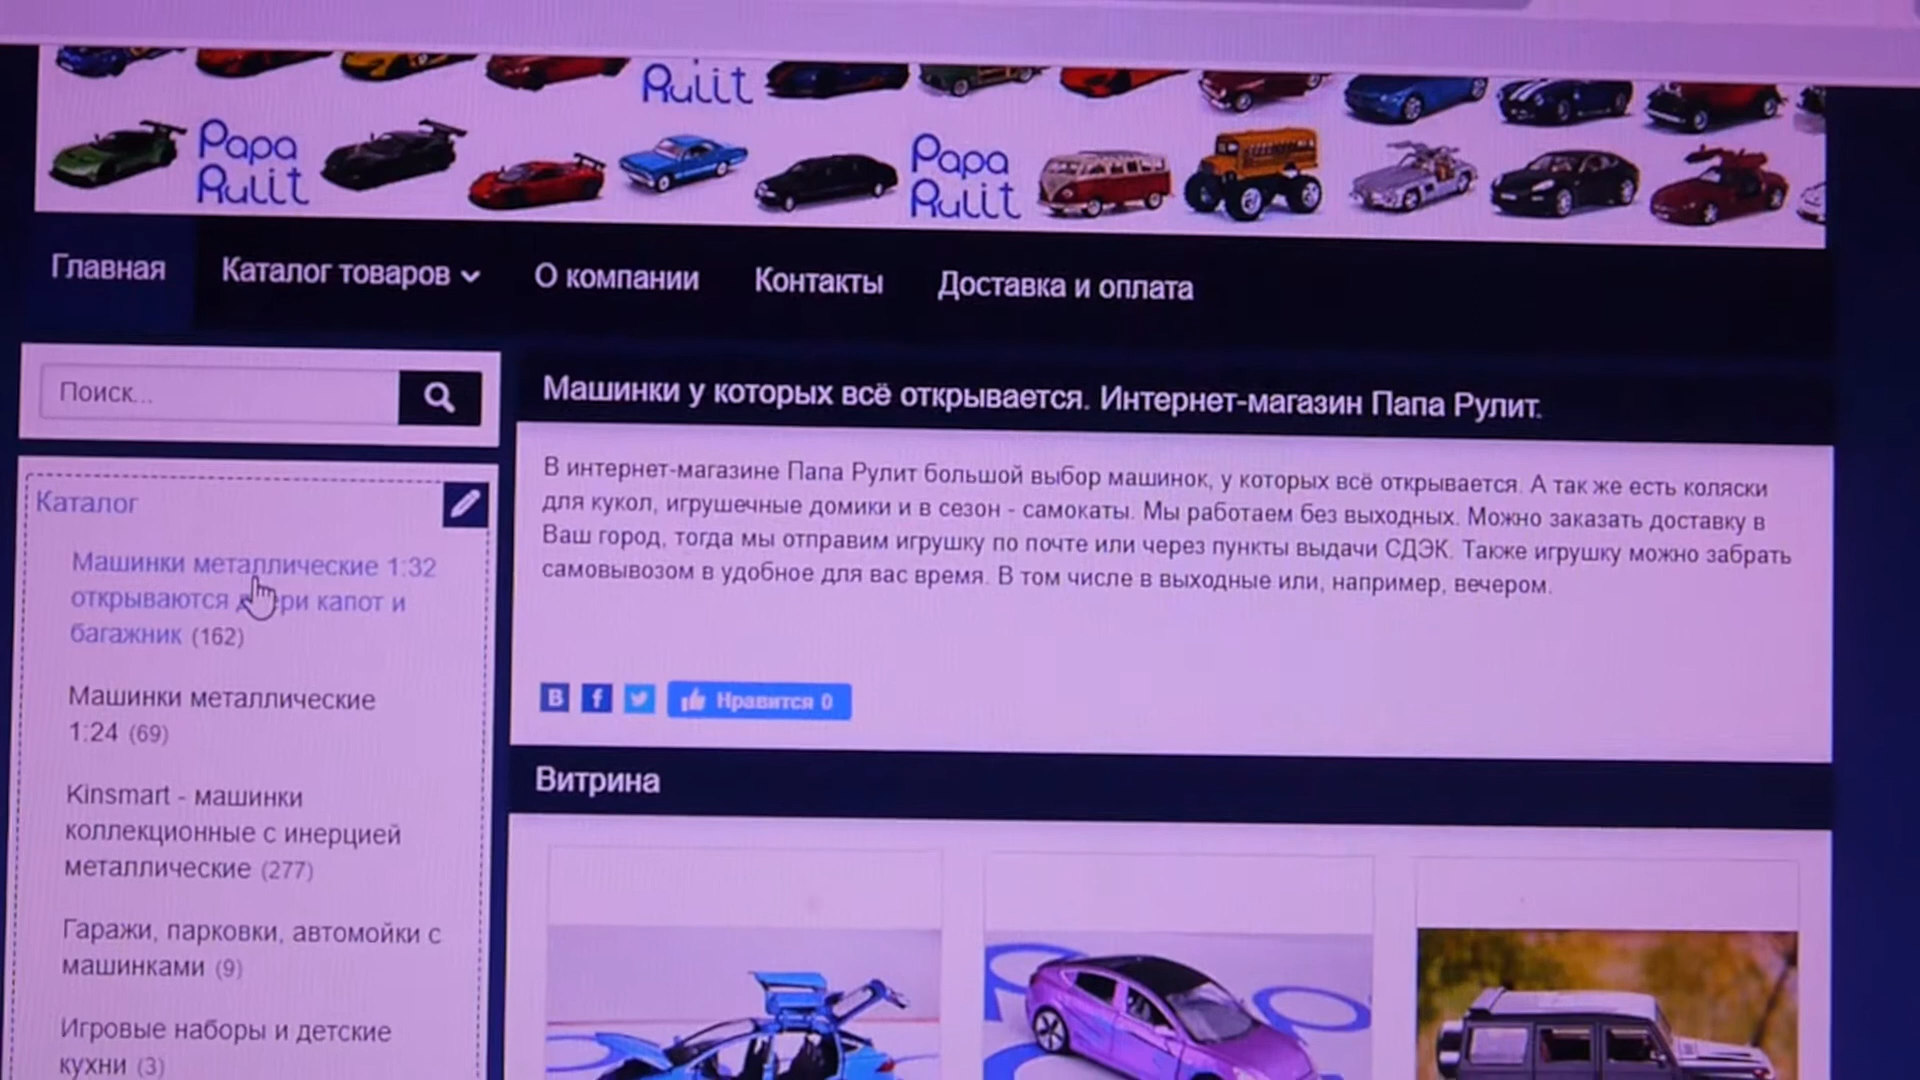 Rulit
Papa
Rulit
Papa
Rulit
Главная
Каталог товаров
О компании
Контакты
Доставка и оплата
Поиск...
Каталог
Машинки металлические 1:32
открываются двери капот и
багажник (162)
Машинки металлические
1:24 (69)
Kinsmart - машинки
коллекционные с инерцией
металлические (277)
Гаражи, парковки, автомойки с
машинками (9)
Игровые наборы и детские
кухни (3)
Машинки у которых всё открывается. Интернет-магазин Папа Рулит.
В интернет-магазине Папа Рулит большой выбор машинок, у которых всё открывается. А так же есть коляски
для кукол, игрушечные домики и в сезон - самокаты. Мы работаем без выходных. Можно заказать доставку в
Ваш город, тогда мы отправим игрушку по почте или через пункты выдачи СДЭК. Также игрушку можно забрать
самовывозом в удобное для вас время. В том числе в выходные или, например, вечером.
Нравится 0
Витрина